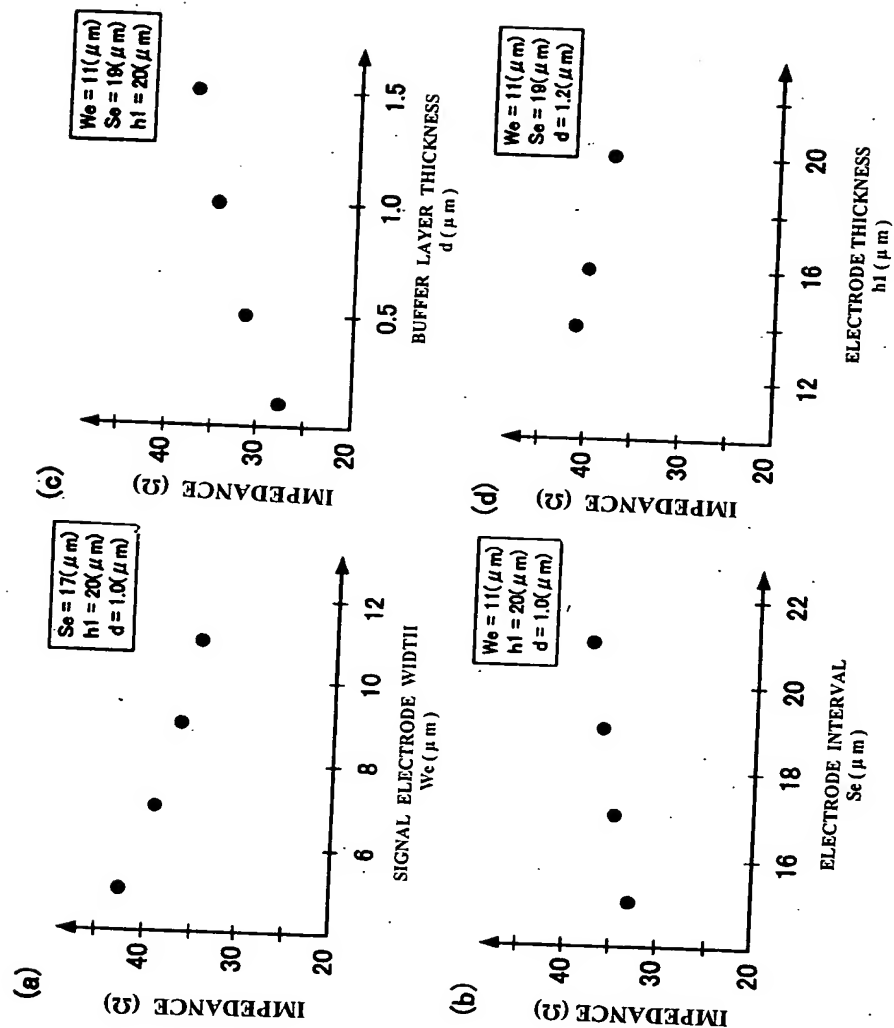 (a)
Se = 17(μm)
h1 = 20(μm)
d = 1.0(μm)
IMPEDANCE (Ω)
40
30
20
6
8
10
12
SIGNAL ELECTRODE WIDTH
We (μm)
(b)
We = 11(μm)
h1 = 20(μm)
d = 1.0(μm)
IMPEDANCE (Ω)
40
30
20
16
18
20
22
ELECTRODE INTERVAL
Se (μm)
(c)
We = 11(μm)
Se = 19(μm)
h1 = 20(μm)
IMPEDANCE (Ω)
40
30
20
0.5
1.0
1.5
BUFFER LAYER THICKNESS
d (μm)
(d)
We = 11(μm)
Se = 19(μm)
d = 1.2(μm)
IMPEDANCE (Ω)
40
30
20
12
16
20
ELECTRODE THICKNESS
h1 (μm)